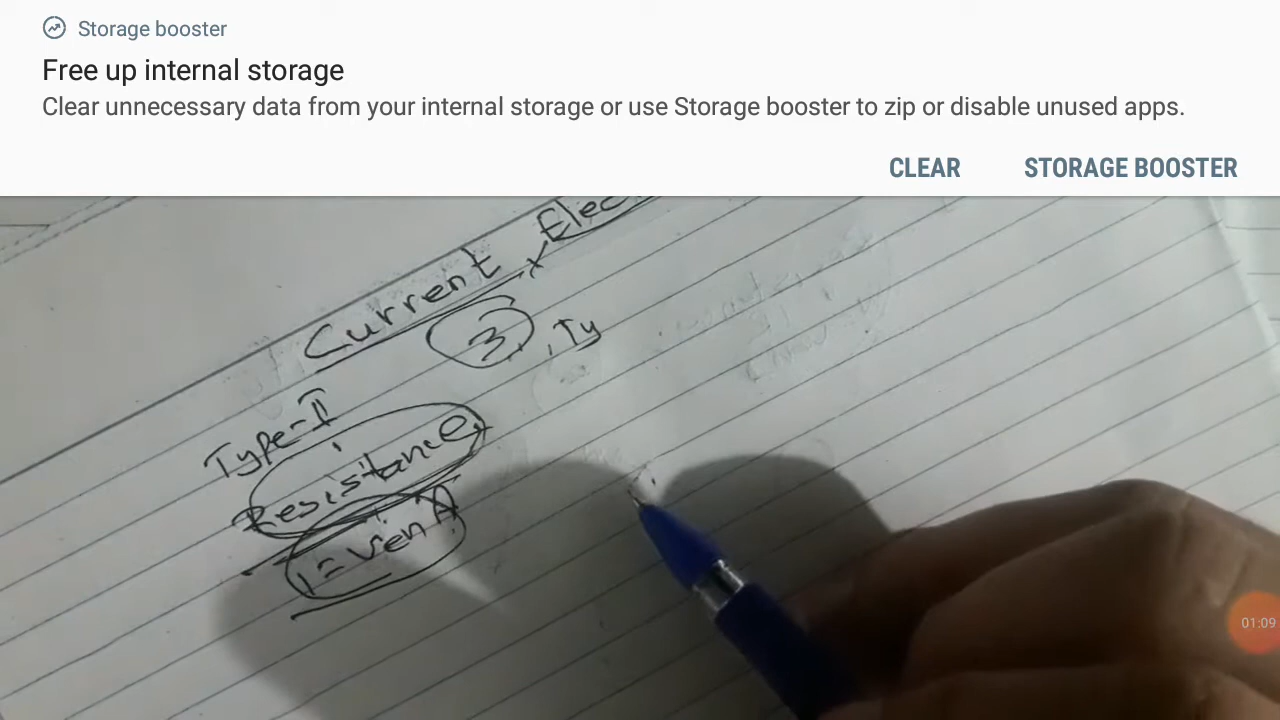 Storage booster
Free up internal storage
Clear unnecessary data from your internal storage or use Storage booster to zip or disable unused apps.
CLEAR STORAGE BOOSTER
Elec
Current
3 Ty
Type-I
Resistance
I = VenA
01:09